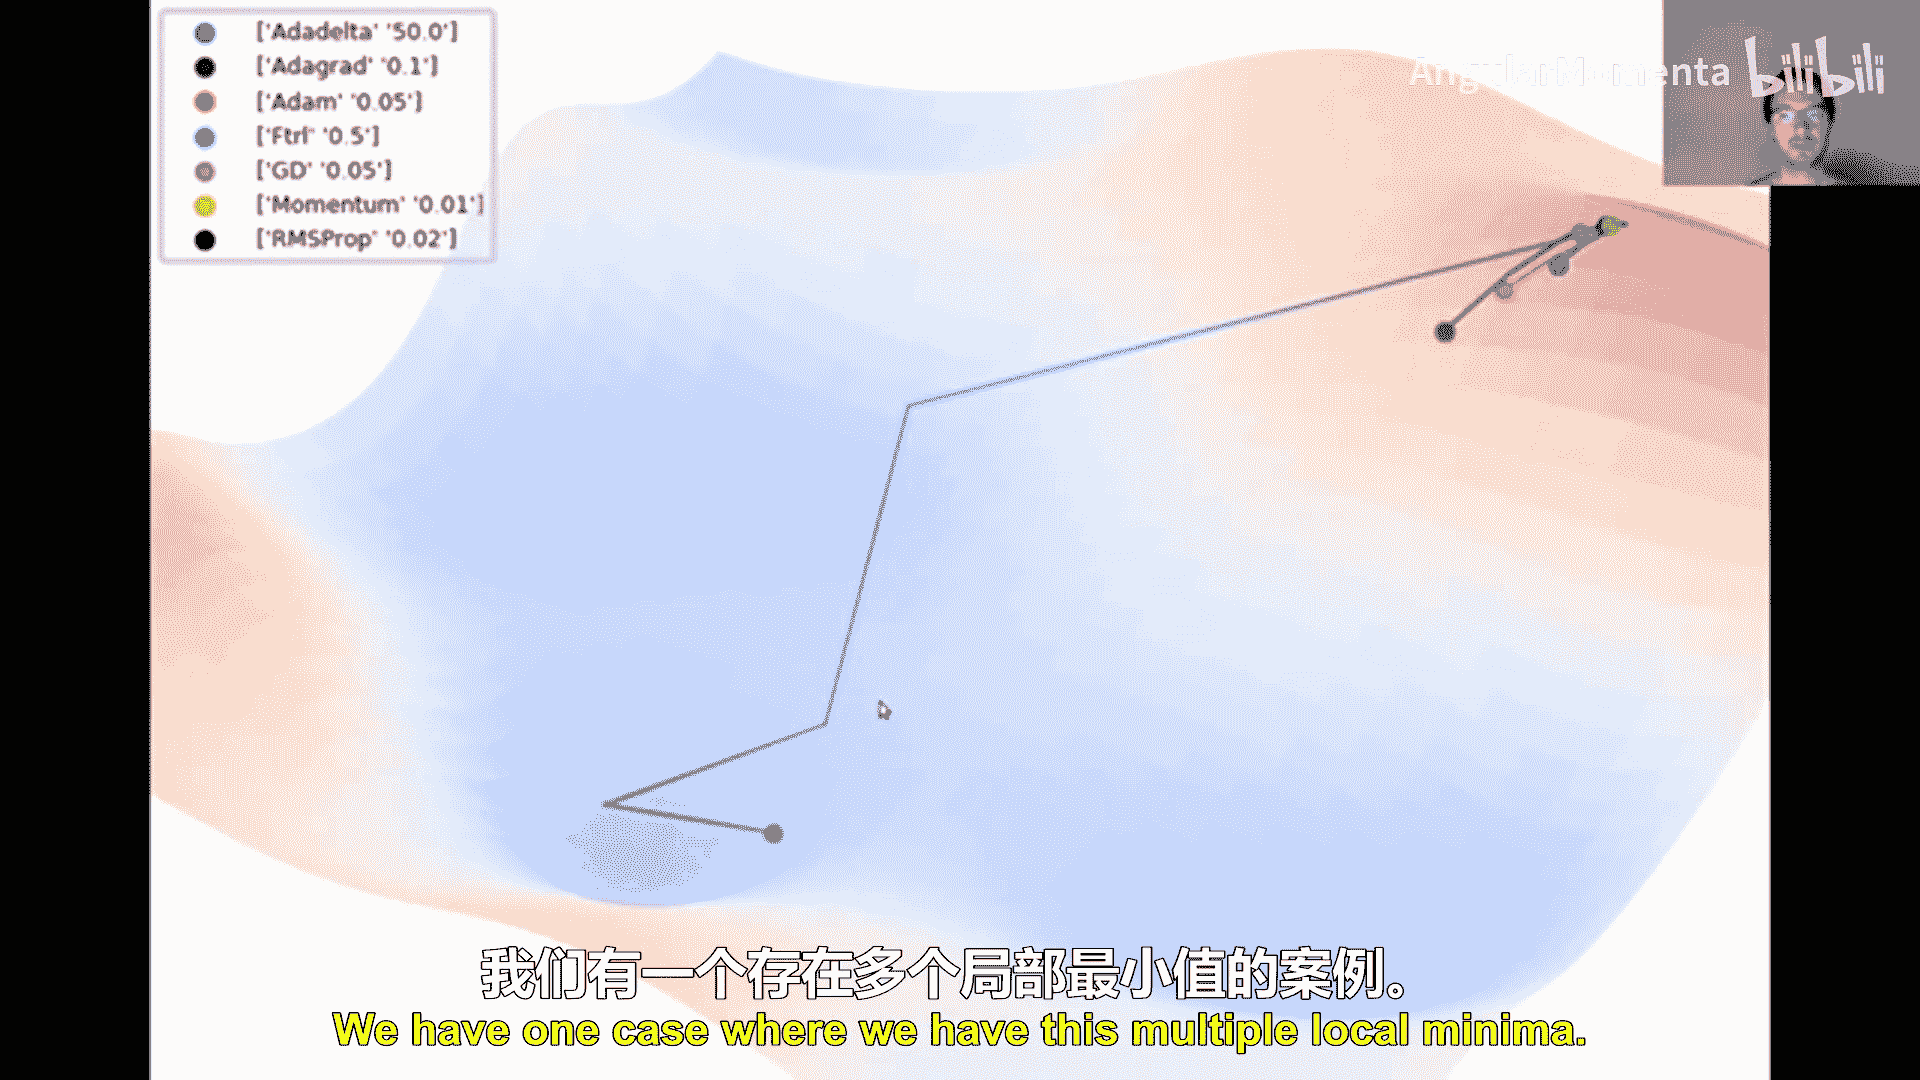 ['Adadelta' '50.0']
['Adagrad' '0.1']
['Adam' '0.05']
['Ftrl' '0.5']
['GD' '0.05']
['Momentum' '0.01']
['RMSProp' '0.02']
AngularMomenta bilibili
我们有一个存在多个局部最小值的案例。
We have one case where we have this multiple local minima.